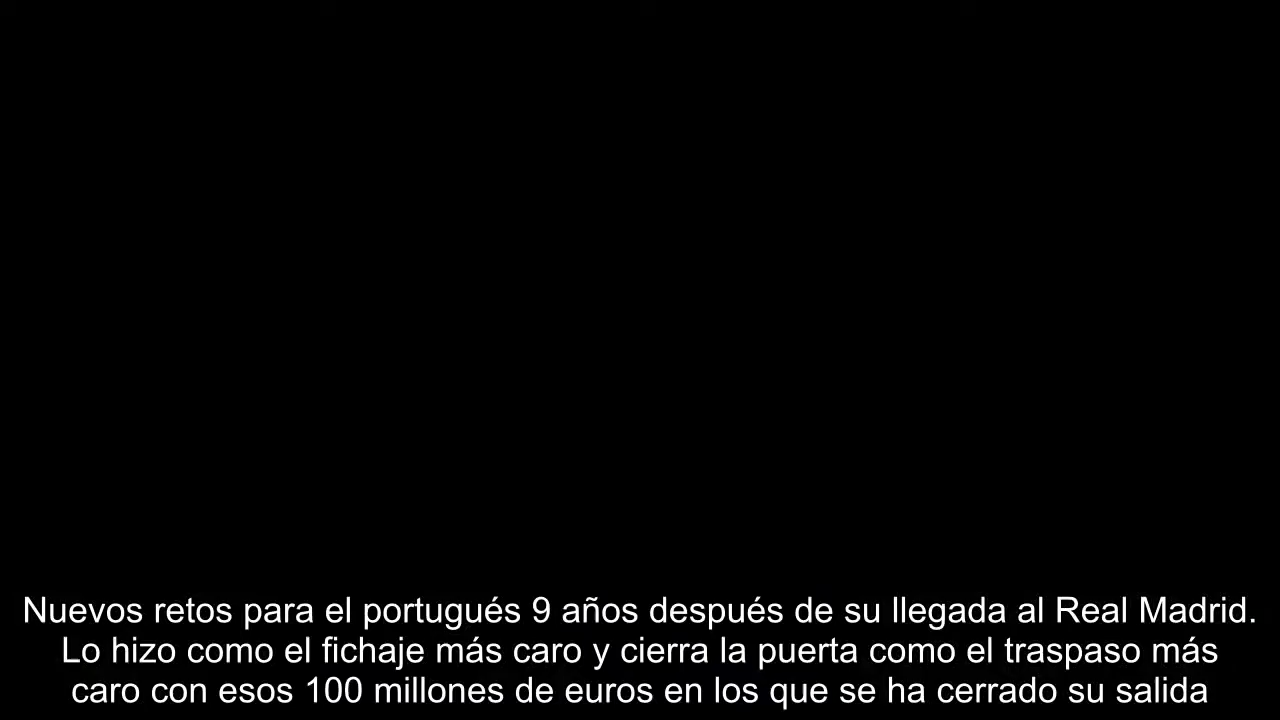 Nuevos retos para el portugués 9 años después de su llegada al Real Madrid.
Lo hizo como el fichaje más caro y cierra la puerta como el traspaso más
caro con esos 100 millones de euros en los que se ha cerrado su salida